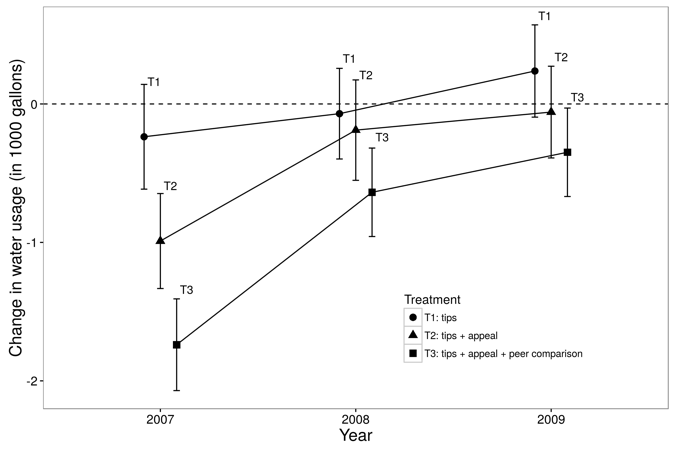 Change in water usage (in 1000 gallons)
0
-1
-2
T1
T2
T3
T1
T2
T3
T1
T2
T3
Treatment
T1: tips
T2: tips + appeal
T3: tips + appeal + peer comparison
2007
2008
2009
Year